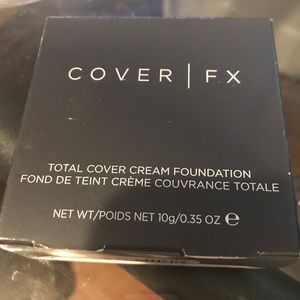 COVER | FX
TOTAL COVER CREAM FOUNDATION
FOND DE TEINT CRÈME COUVRANCE TOTALE
NET WT/POIDS NET 10g/0.35 OZ ℮